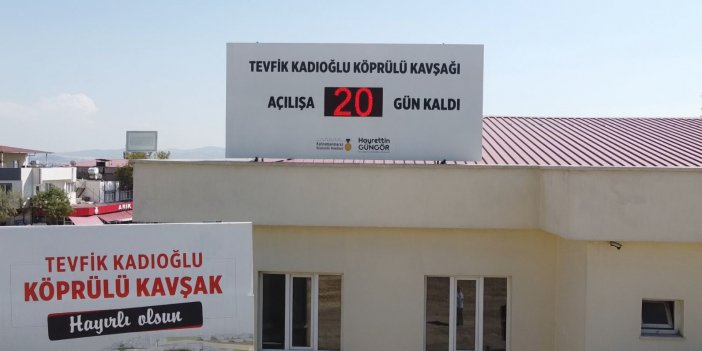 TEVFİK KADIOĞLU KÖPRÜLÜ KAVŞAĞI
AÇILIŞA 20 GÜN KALDI
Hayrettin
GÜNGÖR
TEVFİK KADIOĞLU
KÖPRÜLÜ KAVŞAK
Hayırlı olsun